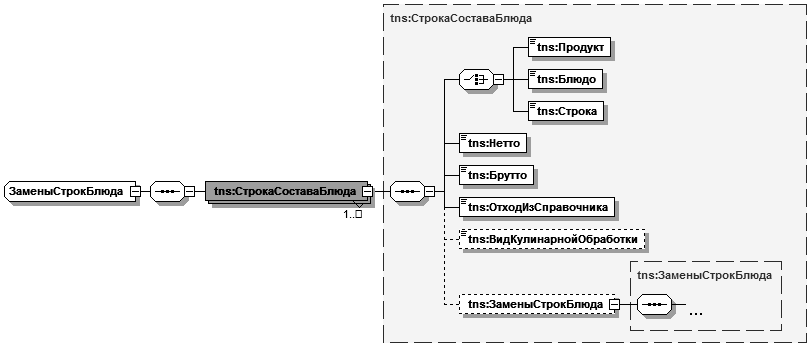 tns:СтрокаСоставаБлюда
tns:Продукт
tns:Блюдо
tns:Строка
tns:Нетто
tns:Брутто
ЗаменыСтрокБлюда
tns:СтрокаСоставаБлюда
1..□
tns:ОтходИзСправочника
tns:ВидКулинарнойОбработки
tns:ЗаменыСтрокБлюда
tns:ЗаменыСтрокБлюда
...